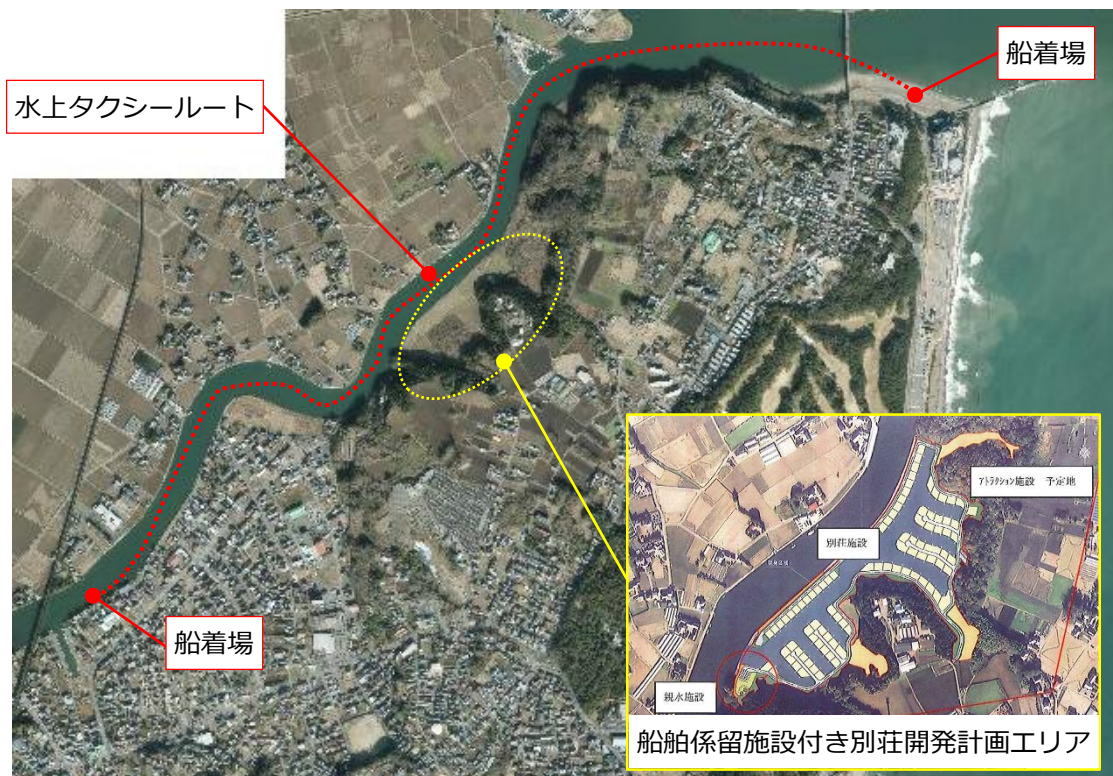 船着場
水上タクシールート
船着場
アトラクション施設　予定地
別荘施設
親水施設
船舶係留施設付き別荘開発計画エリア